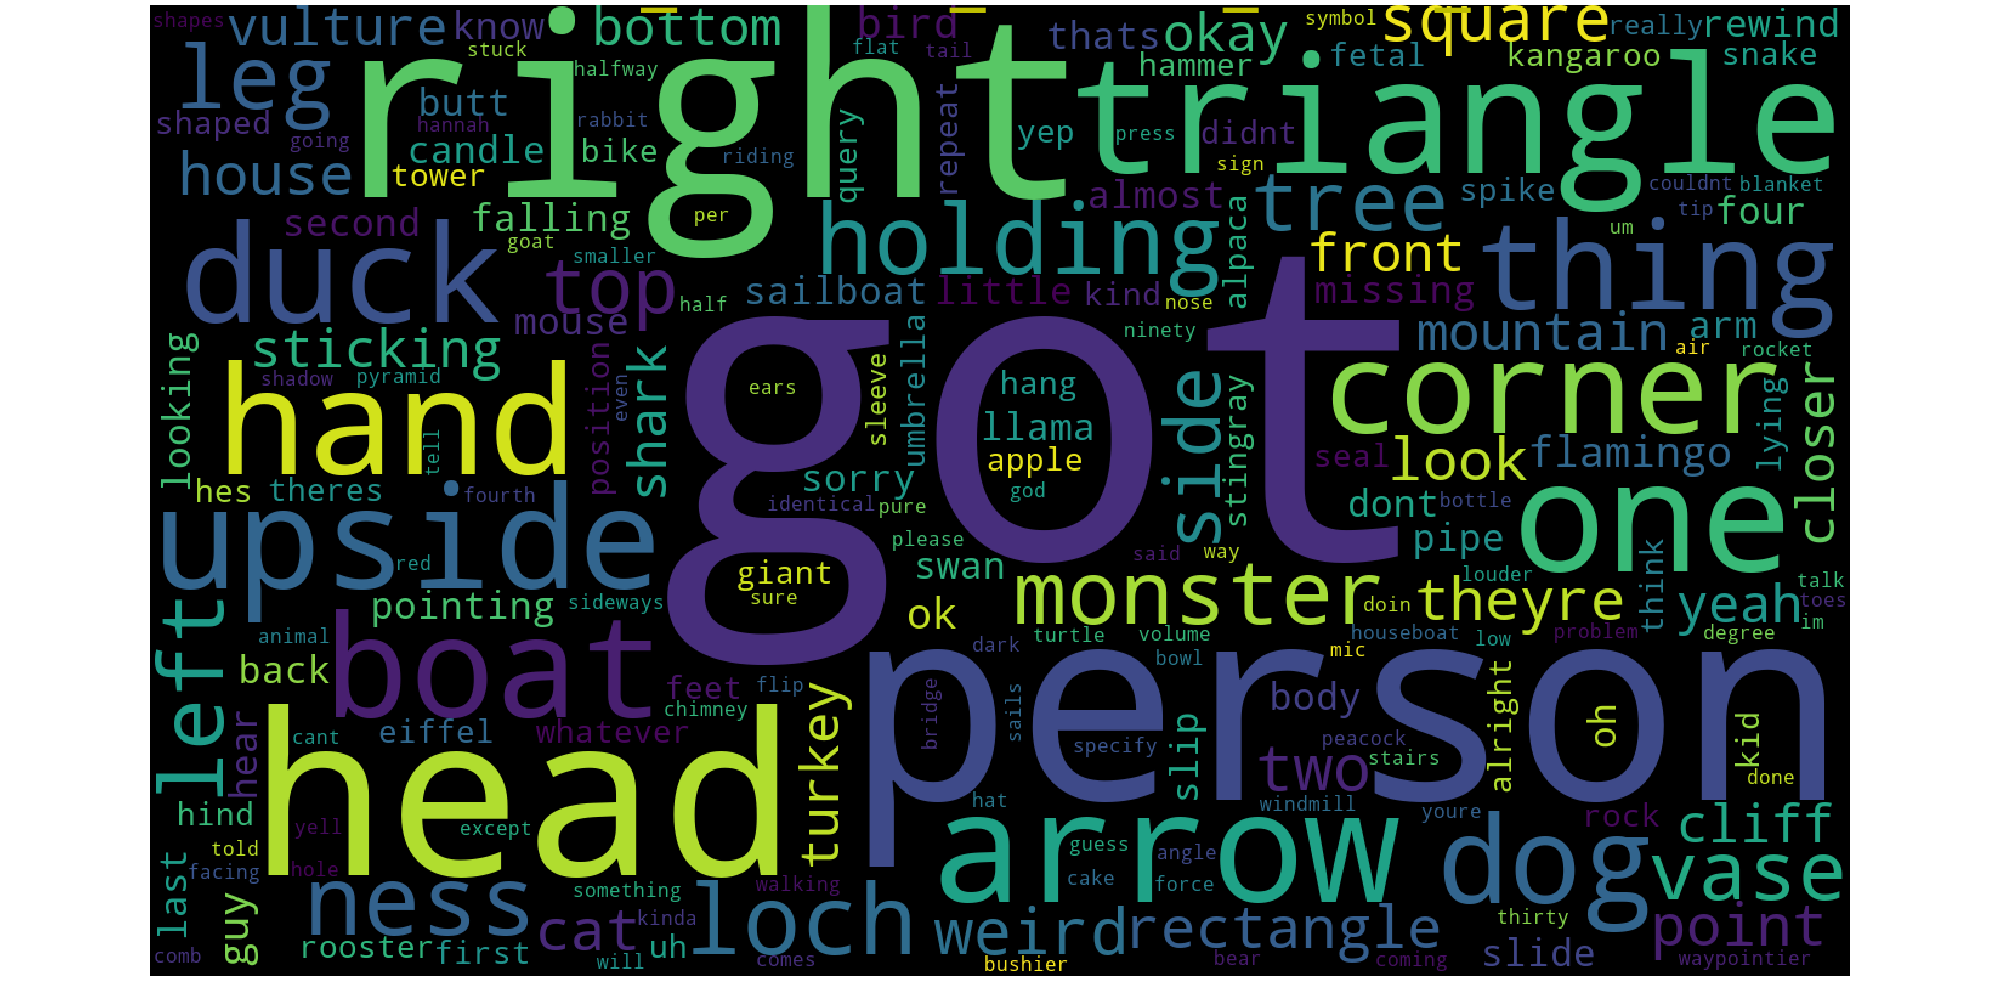 shapes
vulture
know
right
bottom
bird
thats
okay
symbol
square
really
rewind
stuck
flat
tail
leg
halfway
hammer
triangle
fetal
kangaroo
snake
butt
shaped
hannah
rabbit
going
candle
bike
riding
query
repeat
yep
press
didnt
sign
house
tower
almost
tree
spike
couldnt
blanket
second
falling
per
holding
alpaca
tip
four
um
duck
goat
smaller
top
front
thing
sailboat
little
kind
nose
missing
half
mouse
got
ninety
mountain
arm
air
rocket
looking
sticking
shadow
pyramid
position
even
shark
ears
sleeve
umbrella
hang
side
stingray
corner
lying
closer
hand
tell
llama
apple
god
seal
look
flamingo
hes
theres
fourth
sorry
identical
pure
dont
bottle
one
upside
red
please
swan
said
way
pipe
think
louder
talk
toes
giant
sure
left
pointing
sideways
ok
monster
doin
theyre
yeah
im
animal
boat
turtle
volume
houseboat
low
problem
degree
back
dark
bowl
mic
person
feet
flip
chimney
turkey
bridge
sails
specify
slip
body
alright
oh
kid
hear
cant
eiffel
whatever
peacock
two
stairs
done
head
hind
hat
windmill
youre
rock
cliff
yell
except
told
arrow
guess
angle
dog
vase
last
facing
hole
guy
ness
something
walking
cake
force
loch
cat
kinda
weird
rectangle
thirty
point
rooster
first
uh
slide
comb
will
comes
bushier
bear
coming
waypointier